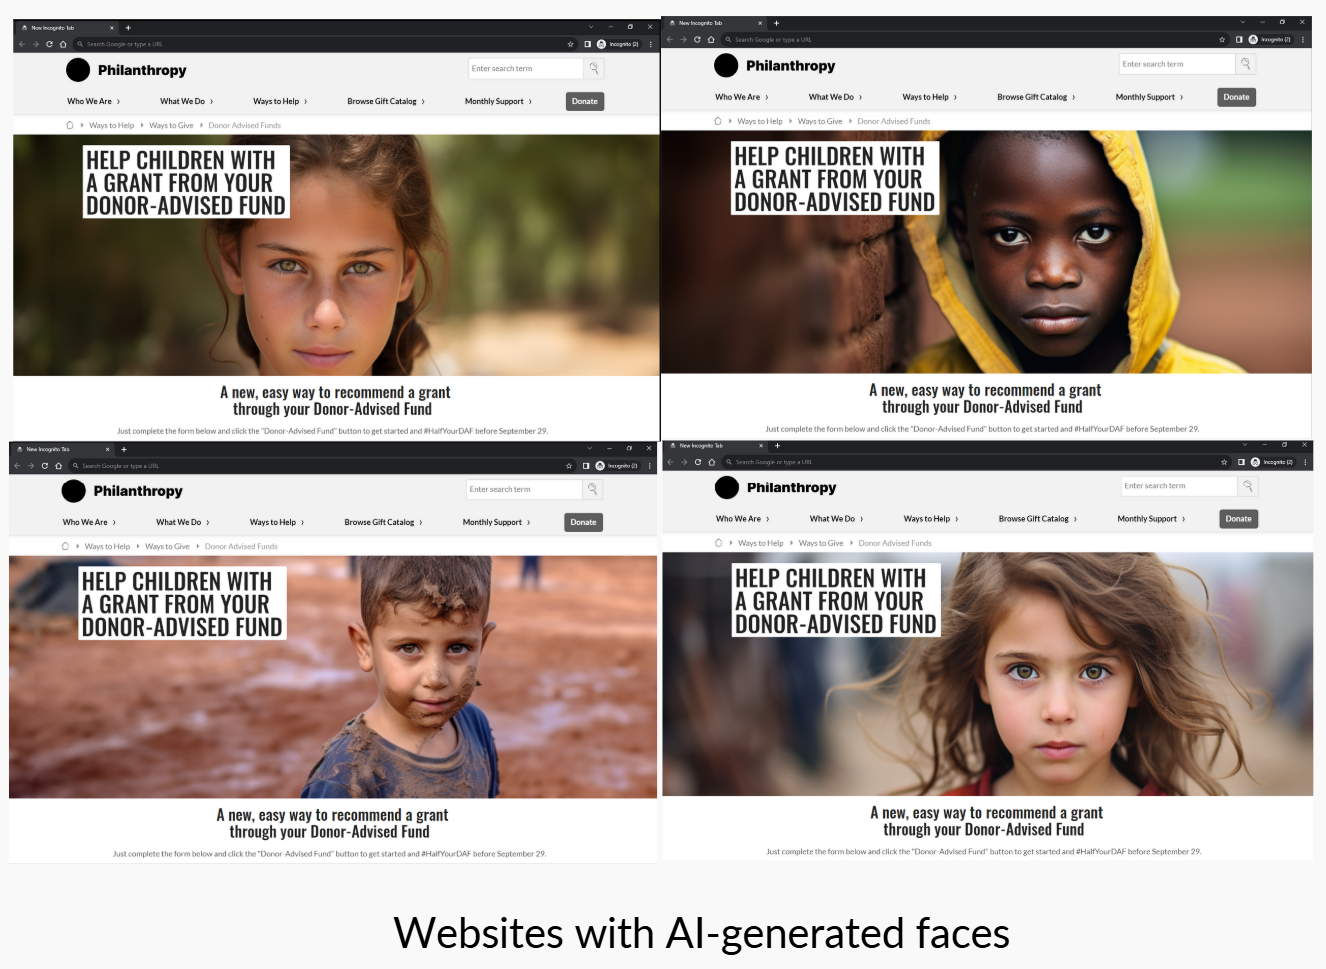 New Incognito Tab
Search Google or type a URL
Incognito (2)
Philanthropy
Enter search term
Who We Are
What We Do
Ways to Help
Browse Gift Catalog
Monthly Support
Donate
Ways to Help
Ways to Give
Donor Advised Funds
HELP CHILDREN WITH
A GRANT FROM YOUR
DONOR-ADVISED FUND
A new, easy way to recommend a grant
through your Donor-Advised Fund
Just complete the form below and click the "Donor-Advised Fund" button to get started and #HalfYourDAF before September 29.
New Incognito Tab
Search Google or type a URL
Incognito (2)
Philanthropy
Enter search term
Who We Are
What We Do
Ways to Help
Browse Gift Catalog
Monthly Support
Donate
Ways to Help
Ways to Give
Donor Advised Funds
HELP CHILDREN WITH
A GRANT FROM YOUR
DONOR-ADVISED FUND
A new, easy way to recommend a grant
through your Donor-Advised Fund
Just complete the form below and click the "Donor-Advised Fund" button to get started and #HalfYourDAF before September 29.
New Incognito Tab
Search Google or type a URL
Incognito (2)
Philanthropy
Enter search term
Who We Are
What We Do
Ways to Help
Browse Gift Catalog
Monthly Support
Donate
Ways to Help
Ways to Give
Donor Advised Funds
HELP CHILDREN WITH
A GRANT FROM YOUR
DONOR-ADVISED FUND
A new, easy way to recommend a grant
through your Donor-Advised Fund
Just complete the form below and click the "Donor-Advised Fund" button to get started and #HalfYourDAF before September 29.
New Incognito Tab
Search Google or type a URL
Incognito (2)
Philanthropy
Enter search term
Who We Are
What We Do
Ways to Help
Browse Gift Catalog
Monthly Support
Donate
Ways to Help
Ways to Give
Donor Advised Funds
HELP CHILDREN WITH
A GRANT FROM YOUR
DONOR-ADVISED FUND
A new, easy way to recommend a grant
through your Donor-Advised Fund
Just complete the form below and click the "Donor-Advised Fund" button to get started and #HalfYourDAF before September 29.
Websites with AI-generated faces